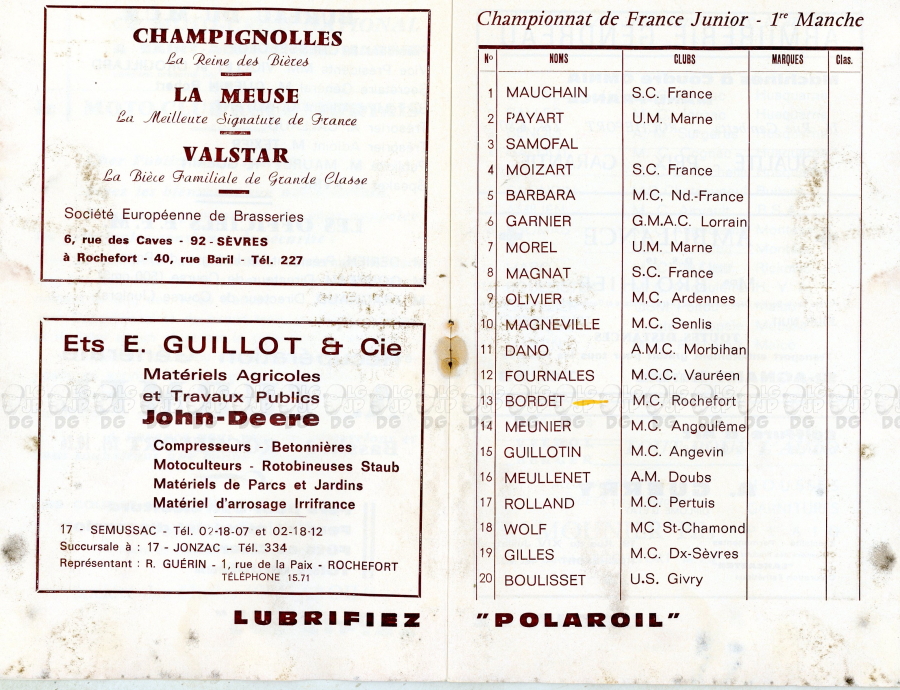 CHAMPIGNOLLES
La Reine des Bières
LA MEUSE
La Meilleure Signature de France
VALSTAR
La Bière Familiale de Grande Classe
Société Européenne de Brasseries
6, rue des Caves - 92 - SÈVRES
à Rochefort - 40, rue Baril - Tél. 227
Ets E. GUILLOT & Cie
Matériels Agricoles
et Travaux Publics
John-Deere
Compresseurs - Betonnières
Motoculteurs - Rotobineuses Staub
Matériels de Parcs et Jardins
Matériel d'arrosage Irrifrance
17 - SEMUSSAC - Tél. 02-18-07 et 02-18-12
Succursale à : 17 - JONZAC - Tél. 334
Représentant : R. GUÉRIN - 1, rue de la Paix - ROCHEFORT
TÉLÉPHONE 15.71
LUBRIFIEZ
Championnat de France Junior - 1re Manche
No NOMS CLUBS MARQUES Clas.
1 MAUCHAIN S.C. France
2 PAYART U.M. Marne
3 SAMOFAL
4 MOIZART S.C. France
5 BARBARA M.C. Nd.-France
6 GARNIER G.M.A.C. Lorrain
7 MOREL U.M. Marne
8 MAGNAT S.C. France
9 OLIVIER M.C. Ardennes
10 MAGNEVILLE M.C. Senlis
11 DANO A.M.C. Morbihan
12 FOURNALES M.C.C. Vauréen
13 BORDET M.C. Rochefort
14 MEUNIER M.C. Angoulême
15 GUILLOTIN M.C. Angevin
16 MEULLENET A.M. Doubs
17 ROLLAND M.C. Pertuis
18 WOLF MC St-Chamond
19 GILLES M.C. Dx-Sèvres
20 BOULISSET U.S. Givry
"POLAROIL"